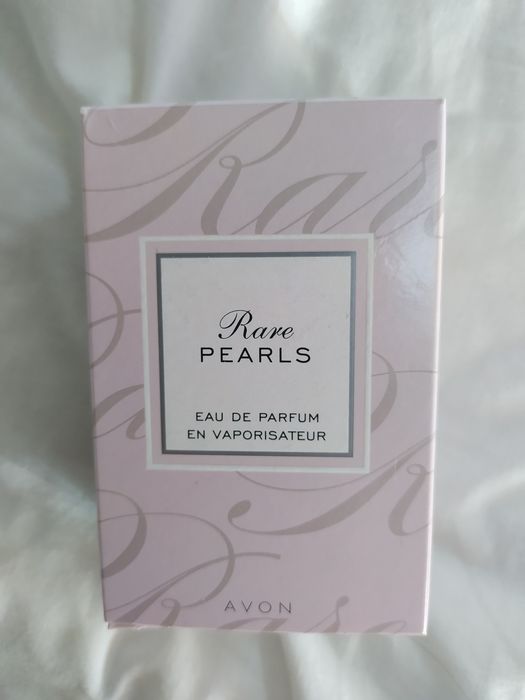 Rare
PEARLS
EAU DE PARFUM
EN VAPORISATEUR
AVON